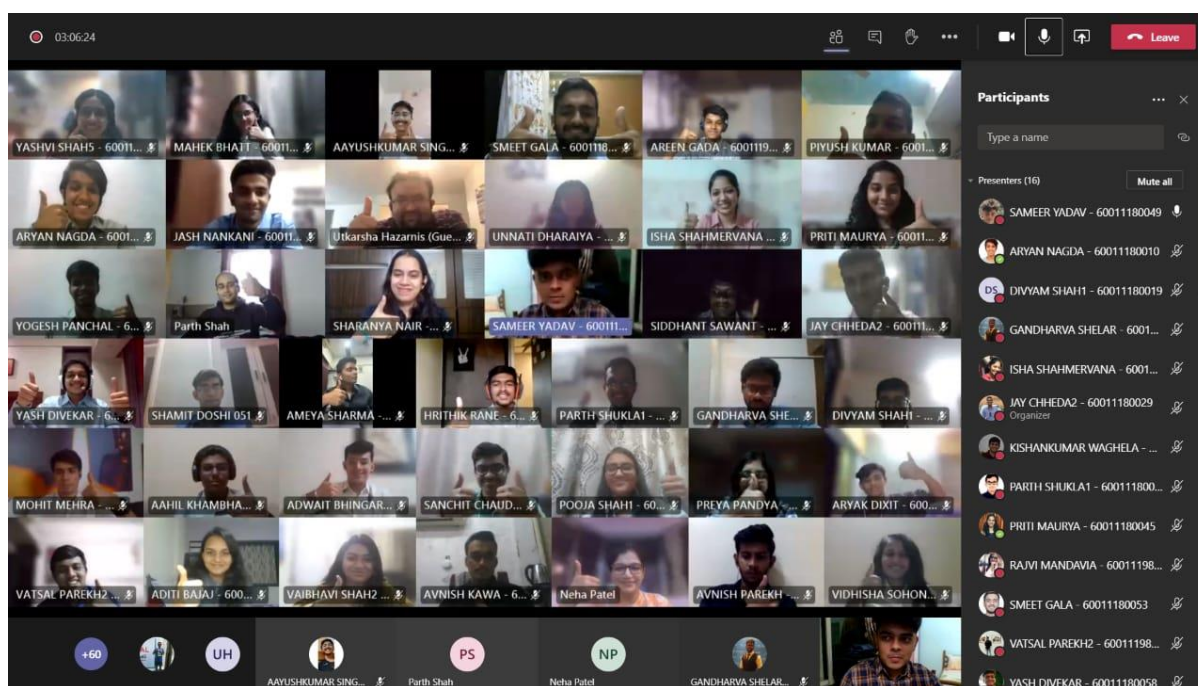 03:06:24
Leave
YASHVI SHAH5 - 60011...
MAHEK BHATT - 60011...
AAYUSHKUMAR SING...
SMEET GALA - 6001118...
AREEN GADA - 6001119...
PIYUSH KUMAR - 6001...
ARYAN NAGDA - 6001...
JASH NANKANI - 60011...
Utkarsha Hazarnis (Gue...
UNNATI DHARAIYA - ...
ISHA SHAHMERVANA ...
PRITI MAURYA - 60011...
YOGESH PANCHAL - 6...
Parth Shah
SHARANYA NAIR - ...
SAMEER YADAV - 600111...
SIDDHANT SAWANT - ...
JAY CHHEDA2 - 600111...
YASH DIVEKAR - 6...
SHAMIT DOSHI 051
AMEYA SHARMA - ...
HRITHIK RANE - 6...
PARTH SHUKLA1 - ...
GANDHARVA SHE...
DIVYAM SHAH1 - ...
MOHIT MEHRA - ...
AAHIL KHAMBHA...
ADWAIT BHINGAR...
SANCHIT CHAUD...
POOJA SHAH1 - 60...
PREYA PANDYA - ...
ARYAK DIXIT - 600...
VATSAL PAREKH2 ...
ADITI BAJAJ - 600...
VAIBHAVI SHAH2 ...
AVNISH KAWA - 6...
Neha Patel
AVNISH PAREKH - ...
VIDHISHA SOHON...
+60
UH
AAYUSHKUMAR SING...
PS
Parth Shah
NP
Neha Patel
GANDHARVA SHELAR...
Participants
Type a name
Presenters (16)
Mute all
SAMEER YADAV - 60011180049
ARYAN NAGDA - 60011180010
DS
DIVYAM SHAH1 - 60011180019
GANDHARVA SHELAR - 6001...
ISHA SHAHMERVANA - 6001...
JAY CHHEDA2 - 60011180029
Organizer
KISHANKUMAR WAGHELA - ...
PARTH SHUKLA1 - 600111800...
PRITI MAURYA - 60011180045
RAJVI MANDAVIA - 60011198...
SMEET GALA - 60011180053
VATSAL PAREKH2 - 60011198...
YASH DIVEKAR - 60011180058